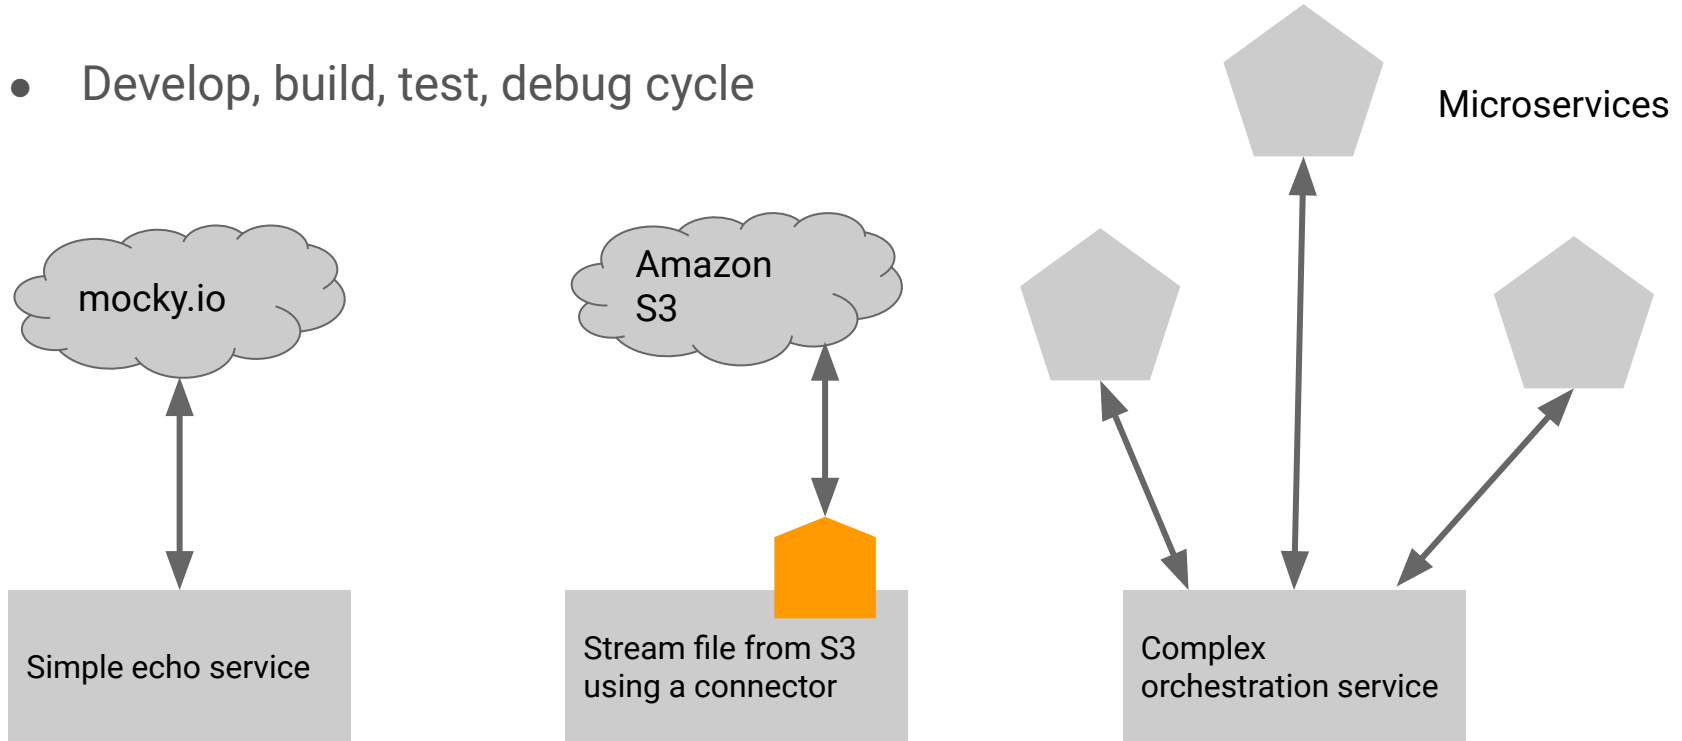 ● Develop, build, test, debug cycle
Microservices
mocky.io
Amazon
S3
Simple echo service
Stream file from S3
using a connector
Complex
orchestration service